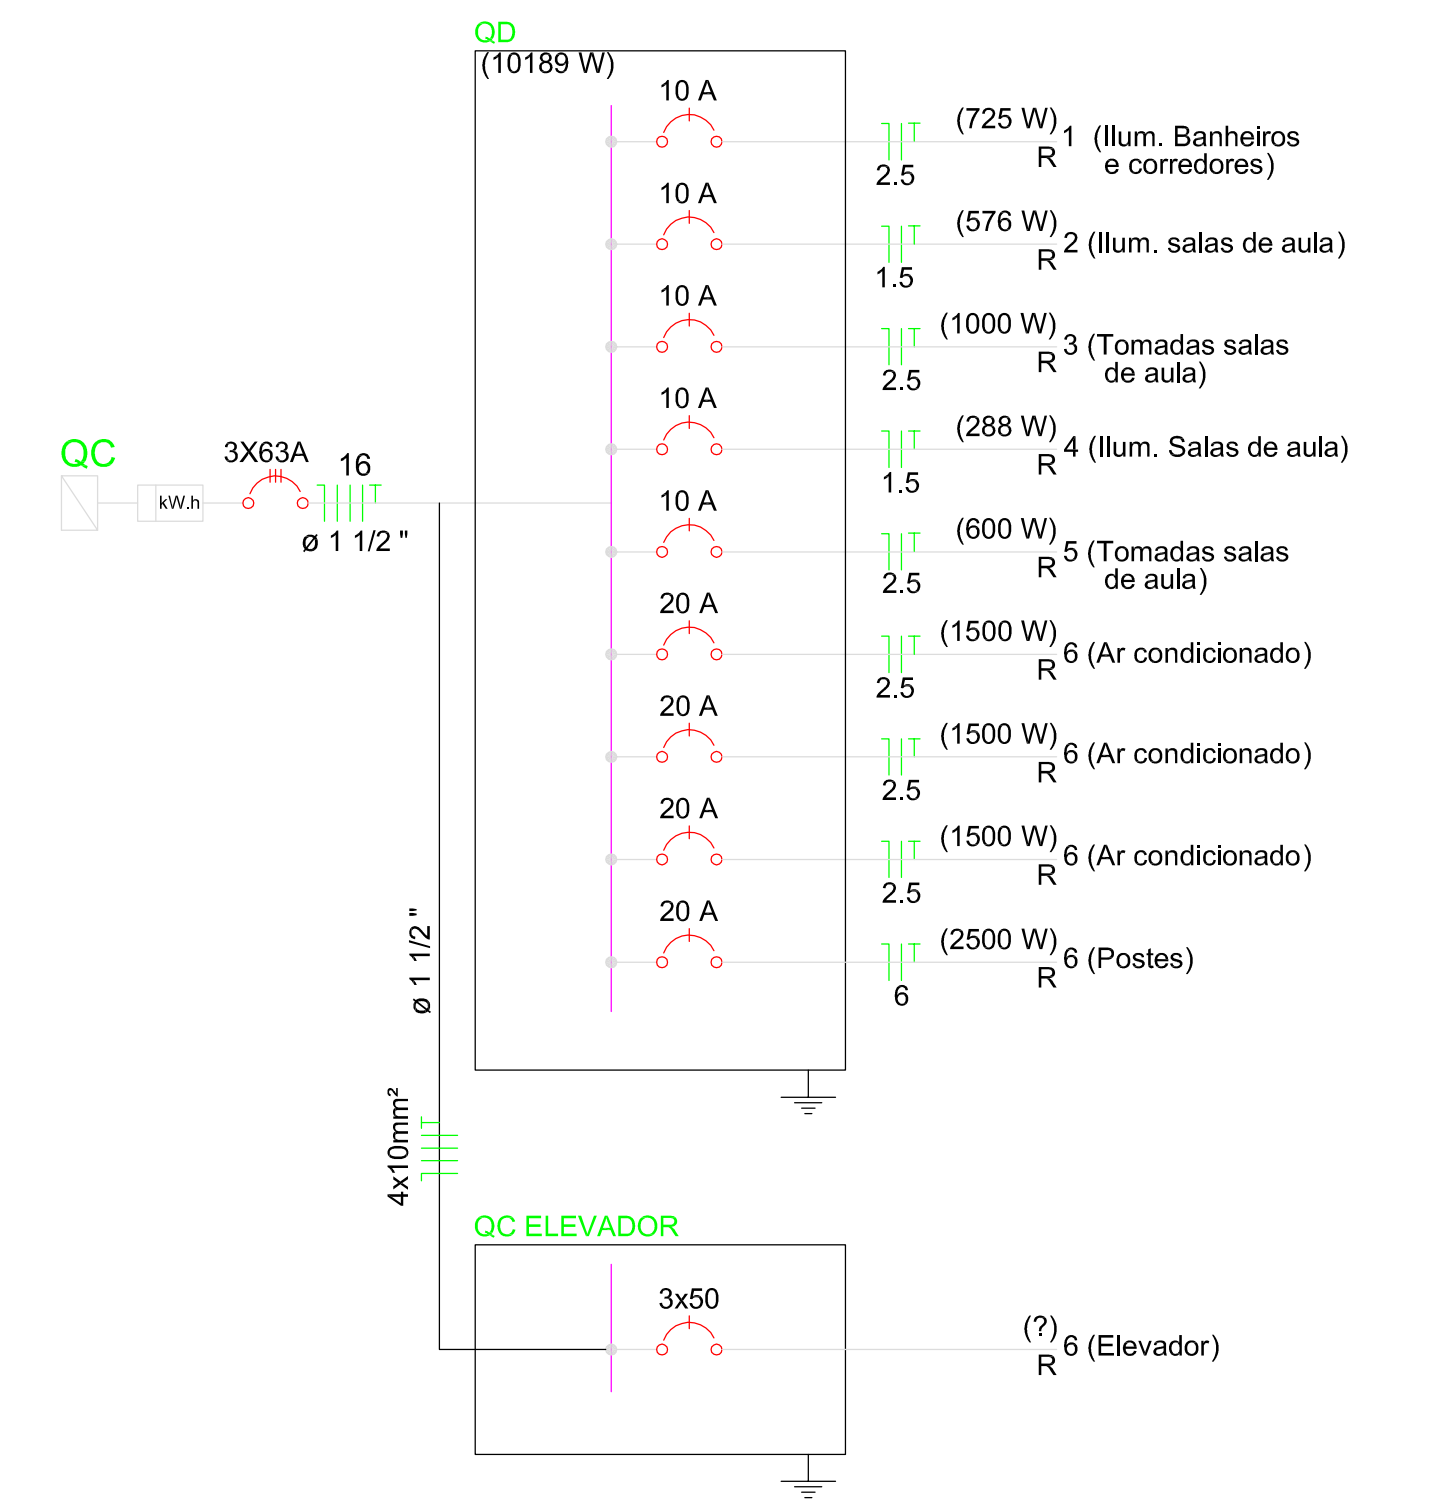 QD
(10189 W)
10 A
(725 W)
1 (Ilum. Banheiros
e corredores)
R
2.5
10 A
(576 W)
2 (Ilum. salas de aula)
R
1.5
10 A
(1000 W)
3 (Tomadas salas
de aula)
R
2.5
10 A
(288 W)
4 (Ilum. Salas de aula)
R
1.5
QC
kW.h
3X63A
16
ø 1 1/2 "
10 A
(600 W)
5 (Tomadas salas
de aula)
R
2.5
20 A
(1500 W)
6 (Ar condicionado)
R
2.5
20 A
(1500 W)
6 (Ar condicionado)
R
2.5
20 A
(1500 W)
6 (Ar condicionado)
R
2.5
20 A
(2500 W)
6 (Postes)
R
6
ø 1 1/2 "
4x10mm²
QC ELEVADOR
3x50
(?)
6 (Elevador)
R